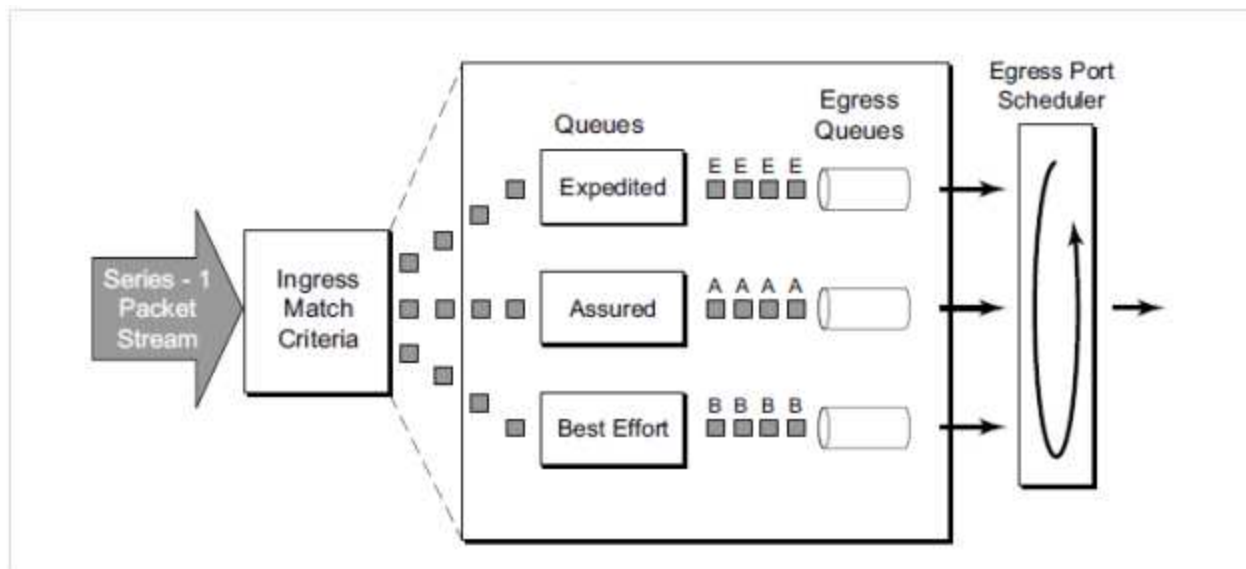 Egress Port
Scheduler
Queues
Egress
Queues
E E E E
Expedited
Series - 1
Packet
Stream
Ingress
Match
Criteria
A A A A
Assured
B B B B
Best Effort